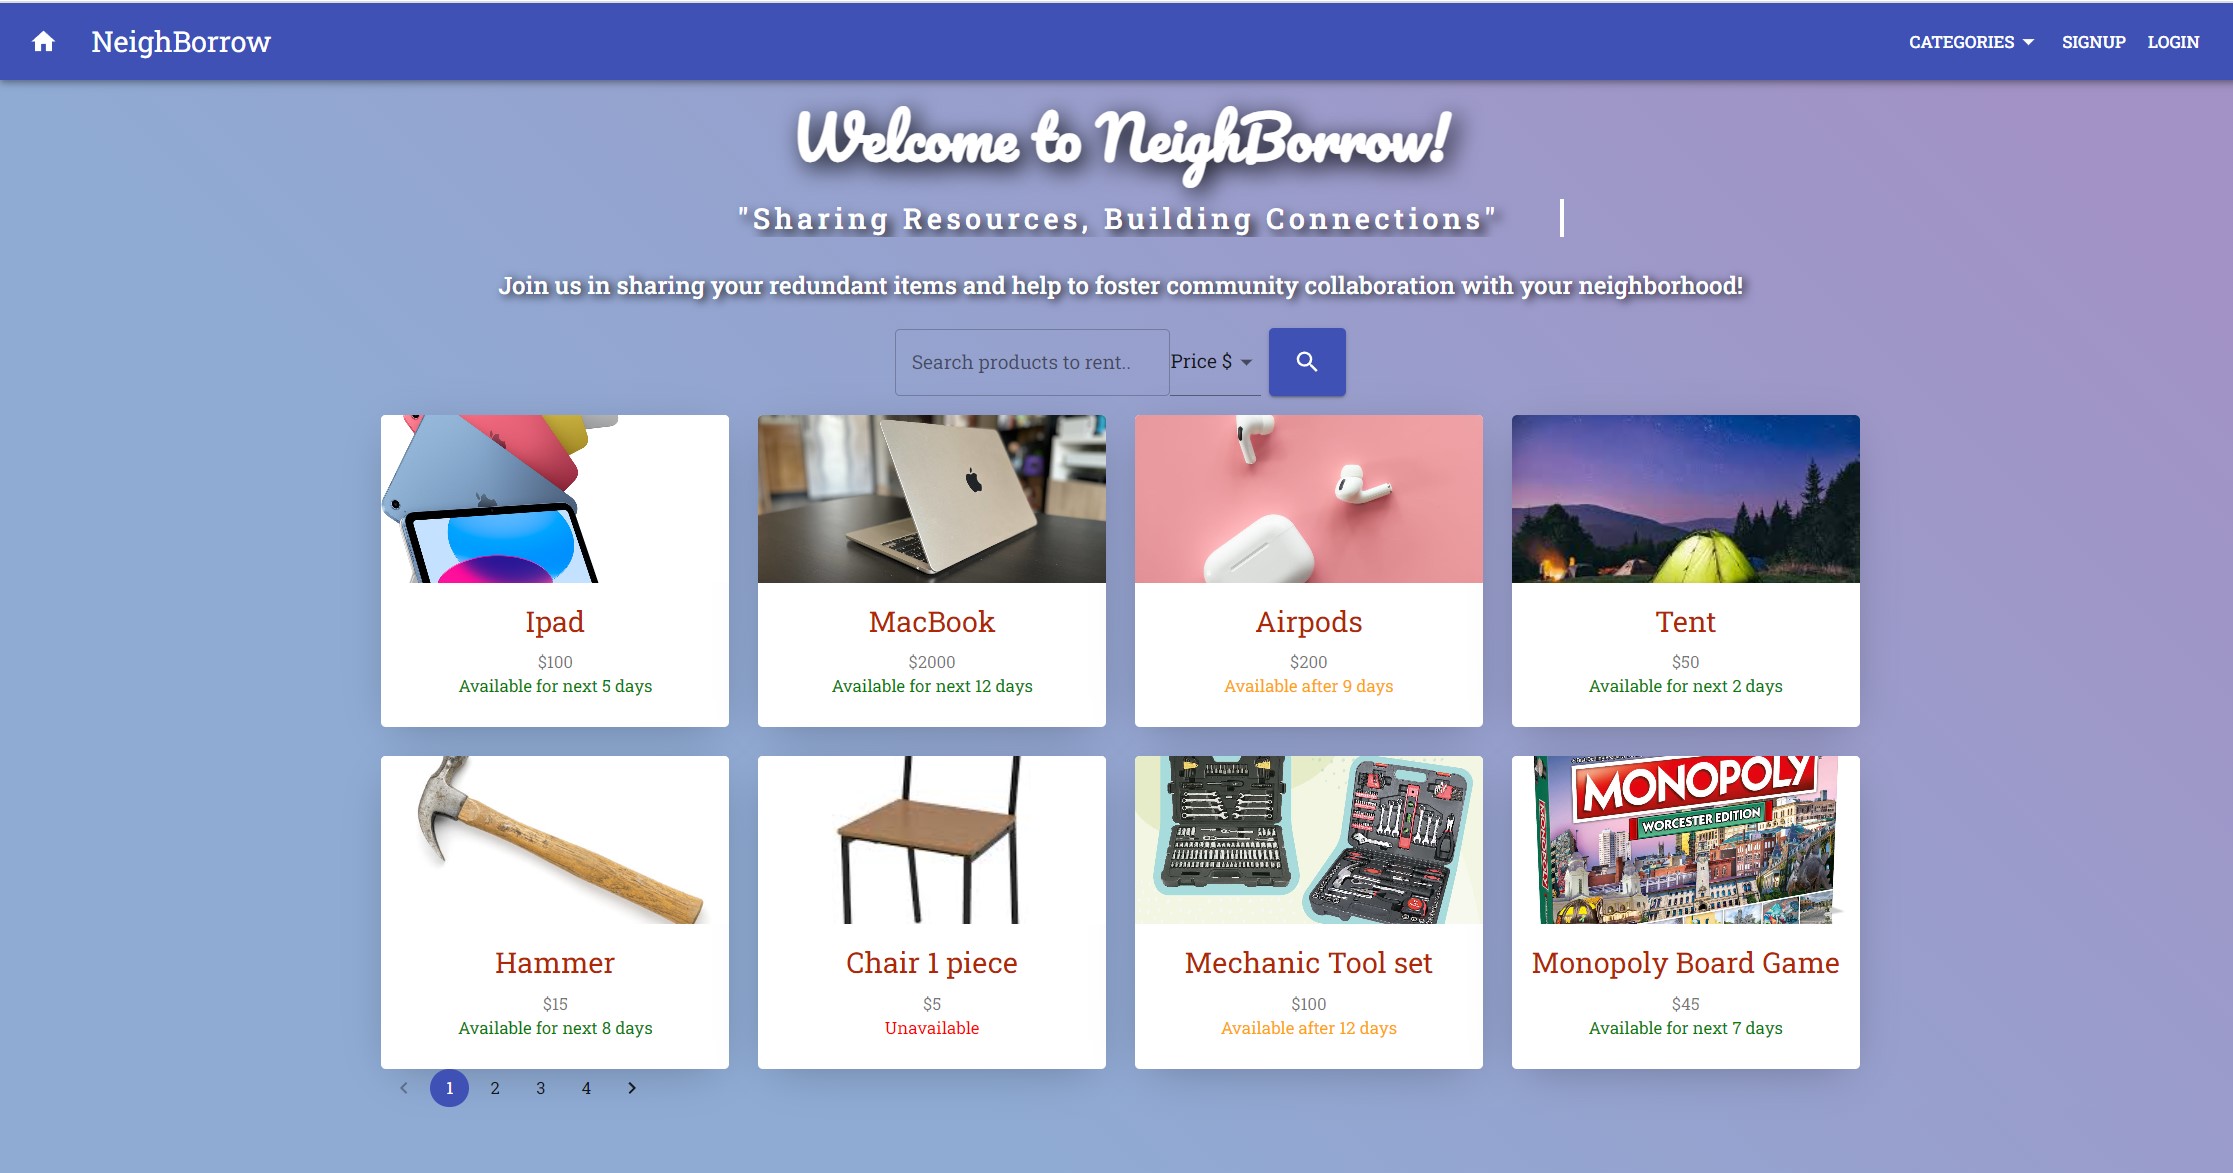 NeighBorrow
CATEGORIES SIGNUP LOGIN
Welcome to NeighBorrow!
"Sharing Resources, Building Connections"
Join us in sharing your redundant items and help to foster community collaboration with your neighborhood!
Search products to rent.. Price $
Ipad
$100
Available for next 5 days
MacBook
$2000
Available for next 12 days
Airpods
$200
Available after 9 days
Tent
$50
Available for next 2 days
MONOPOLY
WORCESTER EDITION
Hammer
$15
Available for next 8 days
Chair 1 piece
$5
Unavailable
Mechanic Tool set
$100
Available after 12 days
Monopoly Board Game
$45
Available for next 7 days
1 2 3 4